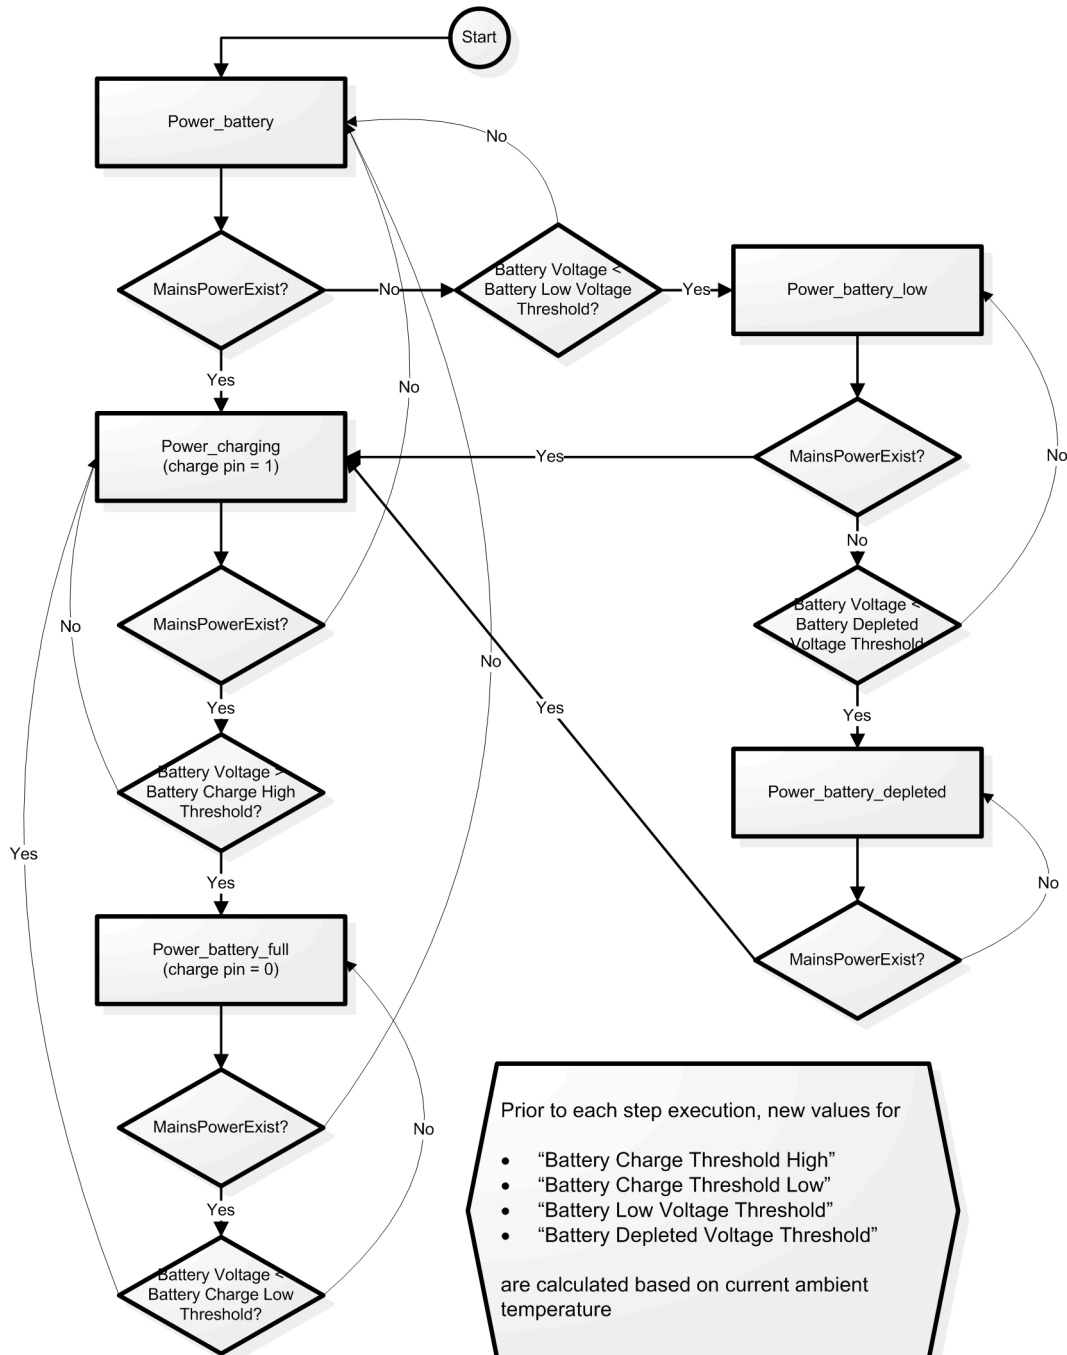 Start
Power_battery
No
MainsPowerExist?
No
Battery Voltage <
Battery Low Voltage
Threshold?
Yes
Power_battery_low
Yes
No
Power_charging
(charge pin = 1)
Yes
MainsPowerExist?
No
No
MainsPowerExist?
No
Battery Voltage <
Battery Depleted
Voltage Threshold
No
Yes
Yes
Yes
Battery Voltage >
Battery Charge High
Threshold?
Power_battery_depleted
Yes
Yes
No
Power_battery_full
(charge pin = 0)
MainsPowerExist?
MainsPowerExist?
No
Yes
Battery Voltage <
Battery Charge Low
Threshold?
Prior to each step execution, new values for
• “Battery Charge Threshold High”
• “Battery Charge Threshold Low”
• “Battery Low Voltage Threshold”
• “Battery Depleted Voltage Threshold”
are calculated based on current ambient
temperature